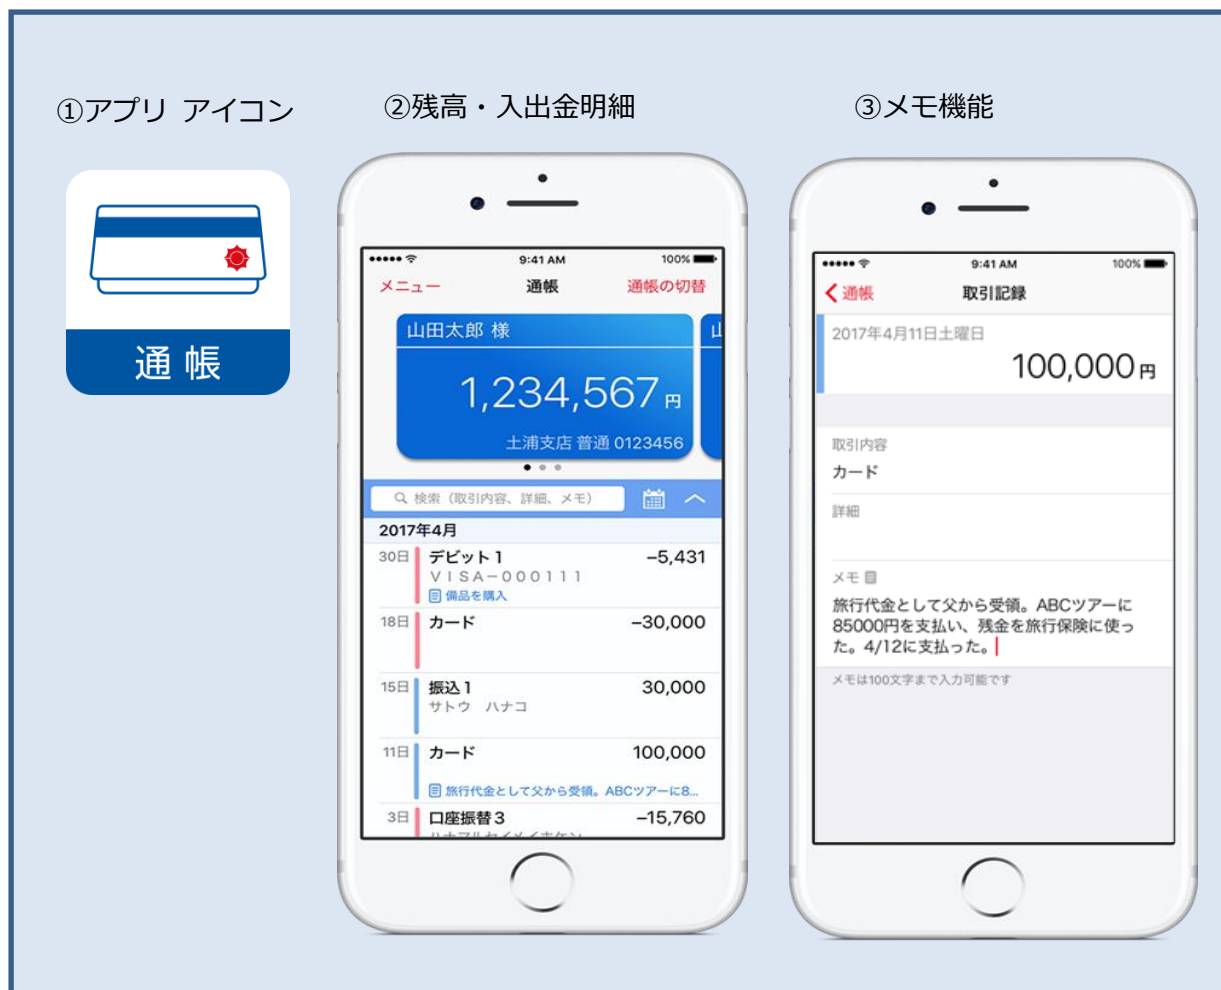 ①アプリ アイコン
通帳
②残高・入出金明細
9:41 AM
100%
メニュー
通帳
通帳の切替
山田太郎 様
山
1,234,567円
土浦支店 普通 0123456
検索（取引内容、詳細、メモ）
2017年4月
30日 デビット1 −5,431
ＶＩＳＡ−０００１１１
備品を購入
18日 カード −30,000
15日 振込1 30,000
サトウ ハナコ
11日 カード 100,000
旅行代金として父から受領。ABCツアーに8...
3日 口座振替3 −15,760
ハナマルセイメイホケン
③メモ機能
9:41 AM
100%
通帳
取引記録
2017年4月11日土曜日
100,000円
取引内容
カード
詳細
メモ
旅行代金として父から受領。ABCツアーに
85000円を支払い、残金を旅行保険に使っ
た。4/12に支払った。
メモは100文字まで入力可能です